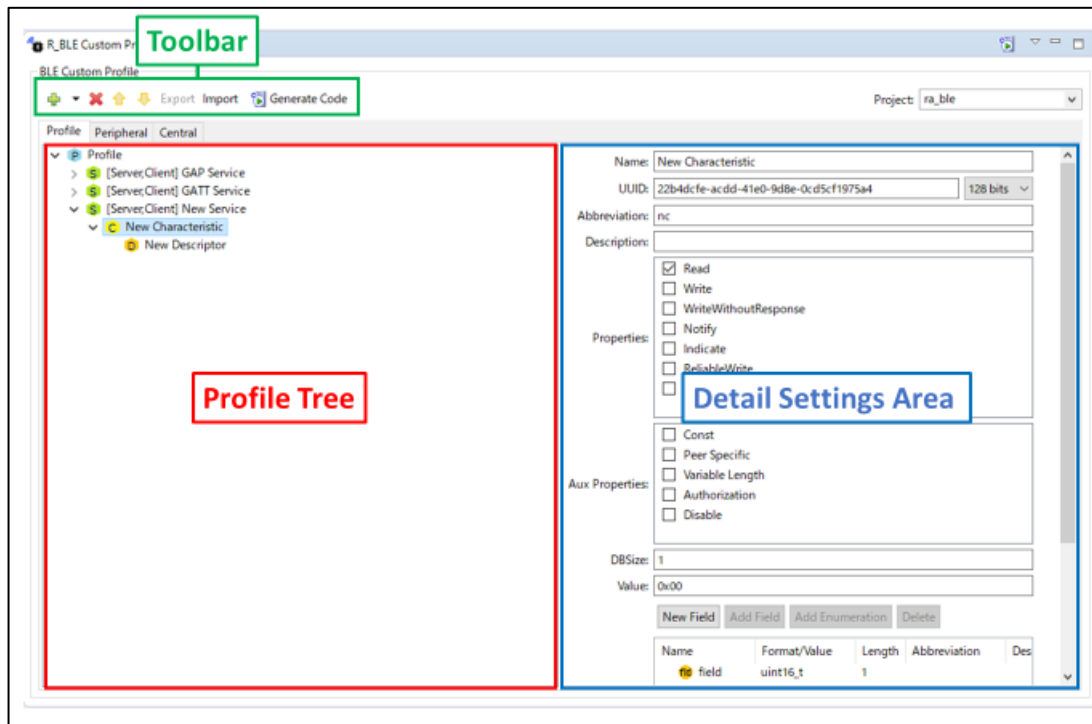 R_BLE Custom Pr
Toolbar
BLE Custom Profile
Export Import Generate Code
Project: ra_ble
Profile Peripheral Central
Profile
[Server,Client] GAP Service
[Server,Client] GATT Service
[Server,Client] New Service
New Characteristic
New Descriptor
Profile Tree
Name: New Characteristic
UUID: 22b4dcfe-acdd-41e0-9d8e-0cd5cf1975a4 128 bits
Abbreviation: nc
Description:
Properties:
Read
Write
WriteWithoutResponse
Notify
Indicate
ReliableWrite
Detail Settings Area
Aux Properties:
Const
Peer Specific
Variable Length
Authorization
Disable
DBSize: 1
Value: 0x00
New Field Add Field Add Enumeration Delete
Name Format/Value Length Abbreviation Des
field uint16_t 1